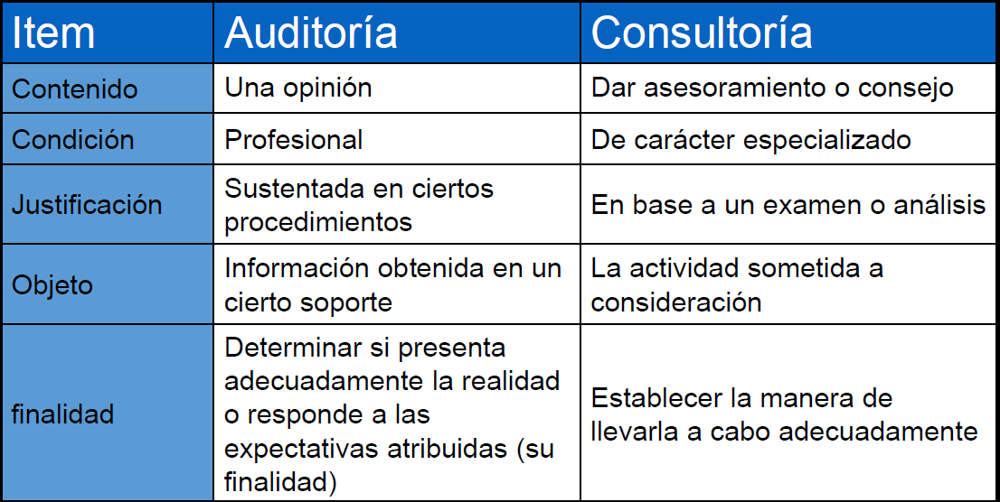 Item Auditoría Consultoría
Contenido Una opinión Dar asesoramiento o consejo
Condición Profesional De carácter especializado
Justificación
Sustentada en ciertos
procedimientos
En base a un examen o análisis
Objeto
Información obtenida en un
cierto soporte
La actividad sometida a
consideración
finalidad
Determinar si presenta
adecuadamente la realidad
o responde a las
expectativas atribuidas (su
finalidad)
Establecer la manera de
llevarla a cabo adecuadamente